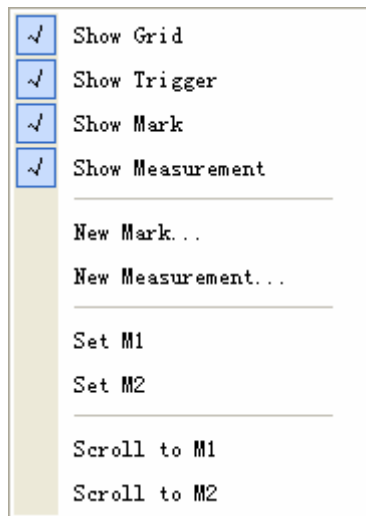 Show Grid
Show Trigger
Show Mark
Show Measurement
New Mark...
New Measurement...
Set M1
Set M2
Scroll to M1
Scroll to M2